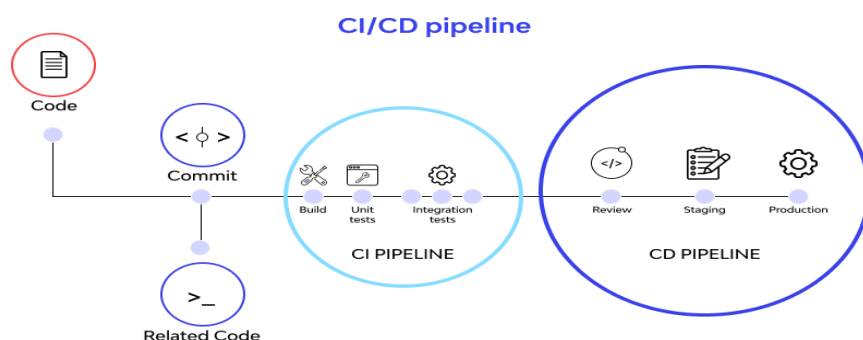 CI/CD pipeline
Code
< >
Commit
Build
Unit
tests
Integration
tests
CI PIPELINE
</>
Review
Staging
Production
CD PIPELINE
>_
Related Code